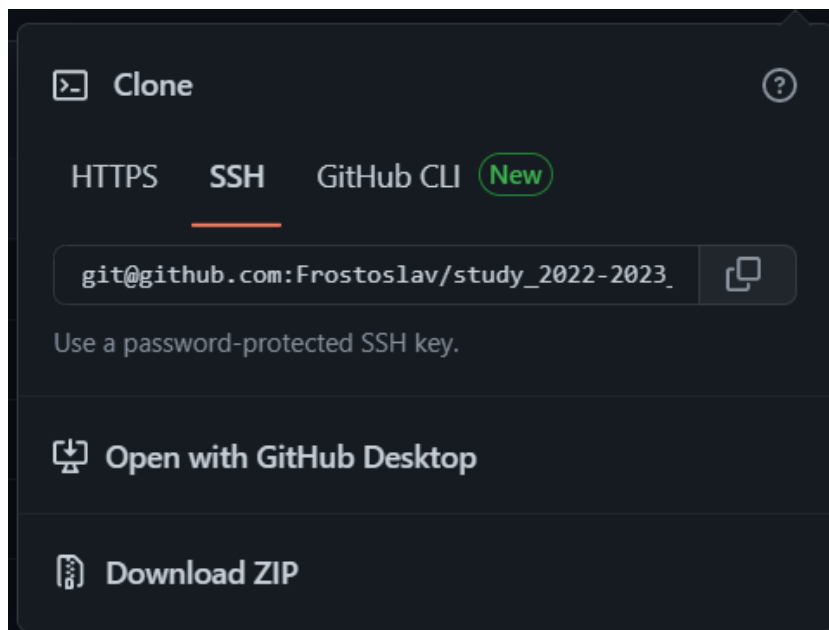 Clone
HTTPS SSH GitHub CLI New
git@github.com:Frostoslav/study_2022-2023_
Use a password-protected SSH key.
Open with GitHub Desktop
Download ZIP